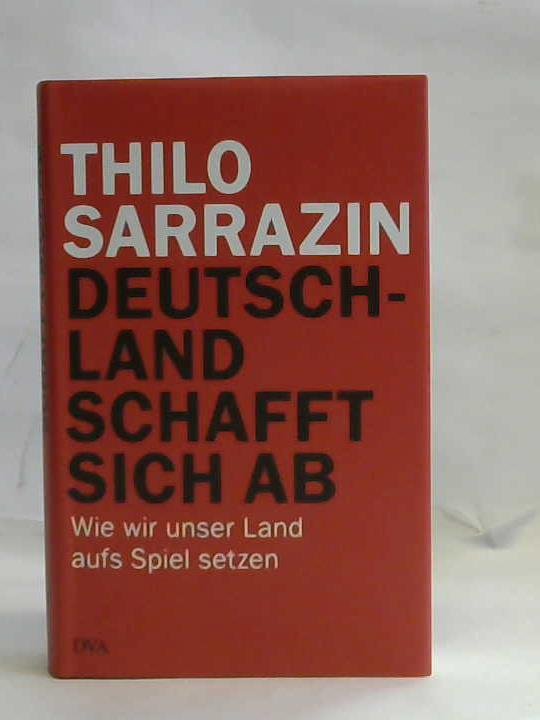 THILO
SARRAZIN
DEUTSCH-
LAND
SCHAFFT
SICH AB
Wie wir unser Land
aufs Spiel setzen
DVA